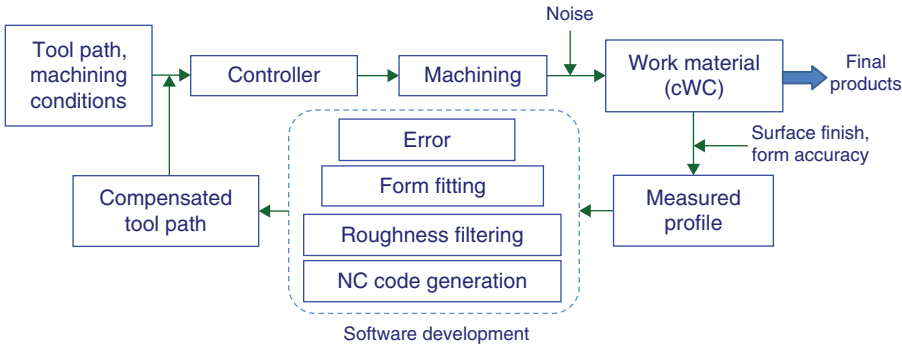 Noise
Tool path,
machining
conditions
Controller
Machining
Work material
(cWC)
Final
products
Error
Surface finish,
form accuracy
Form fitting
Compensated
tool path
Measured
profile
Roughness filtering
NC code generation
Software development